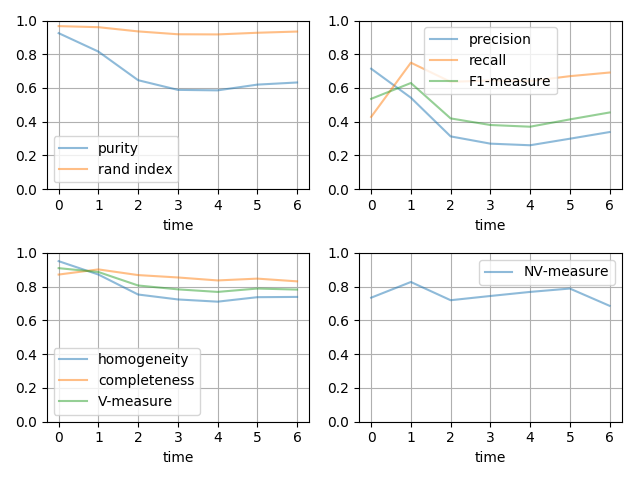 1.0
0.8
0.6
0.4
0.2
0.0
purity
rand index
0 1 2 3 4 5 6
time
1.0
0.8
0.6
0.4
0.2
0.0
precision
recall
F1-measure
0 1 2 3 4 5 6
time
1.0
0.8
0.6
0.4
0.2
0.0
homogeneity
completeness
V-measure
0 1 2 3 4 5 6
time
1.0
0.8
0.6
0.4
0.2
0.0
NV-measure
0 1 2 3 4 5 6
time